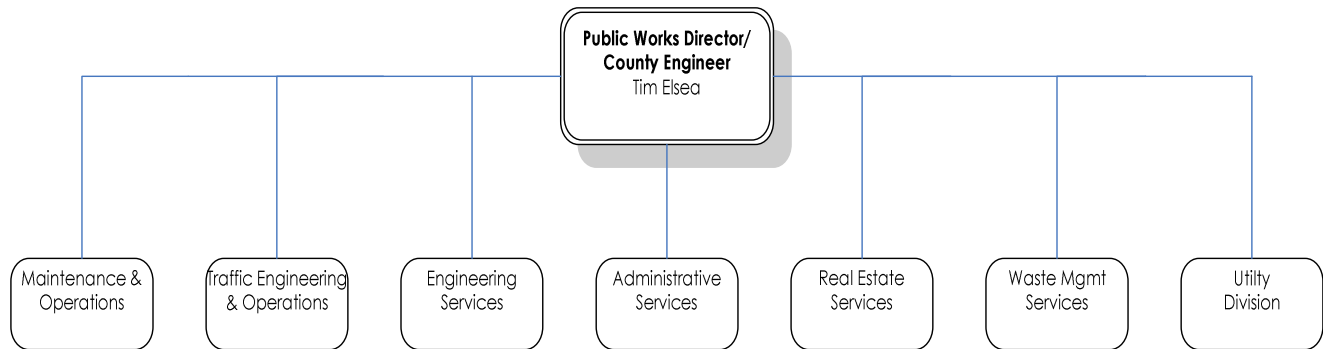 Public Works Director/
County Engineer
Tim Elsea
Maintenance &
Operations
Traffic Engineering
& Operations
Engineering
Services
Administrative
Services
Real Estate
Services
Waste Mgmt
Services
Utilty
Division